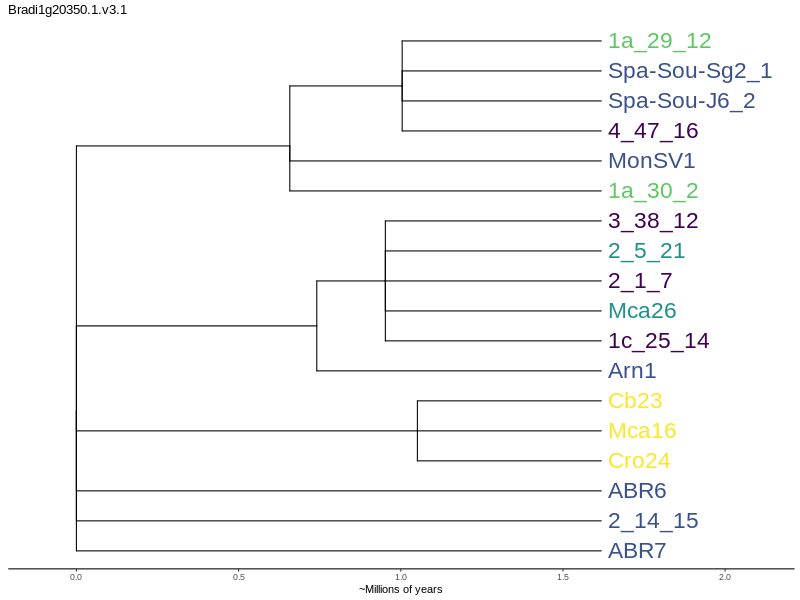 Bradi1g20350.1.v3.1
1a_29_12
Spa-Sou-Sg2_1
Spa-Sou-J6_2
4_47_16
MonSV1
1a_30_2
3_38_12
2_5_21
2_1_7
Mca26
1c_25_14
Arn1
Cb23
Mca16
Cro24
ABR6
2_14_15
ABR7
0.0 0.5 1.0 1.5 2.0
~Millions of years